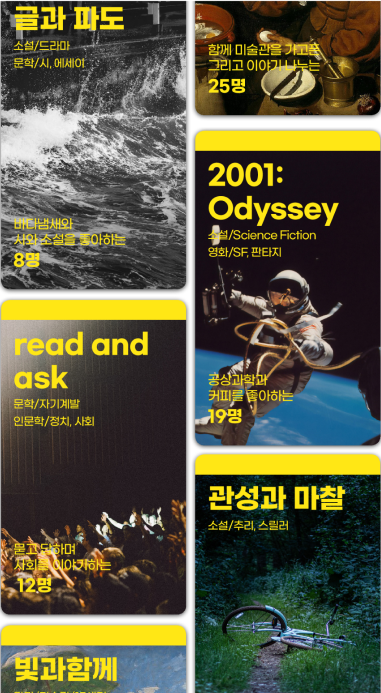 글과 파도
소설/드라마
문학/시, 에세이
바다냄새와
시와 소설을 좋아하는
8명
함께 미술관을 가고픈
그리고 이야기 나누는
25명
2001:
Odyssey
소설/Science Fiction
영화/SF, 판타지
공상과학과
커피를 좋아하는
19명
read and
ask
문학/자기계발
인문학/정치, 사회
묻고 답하며
사회를 이야기하는
12명
관성과 마찰
소설/추리, 스릴러
빛과함께